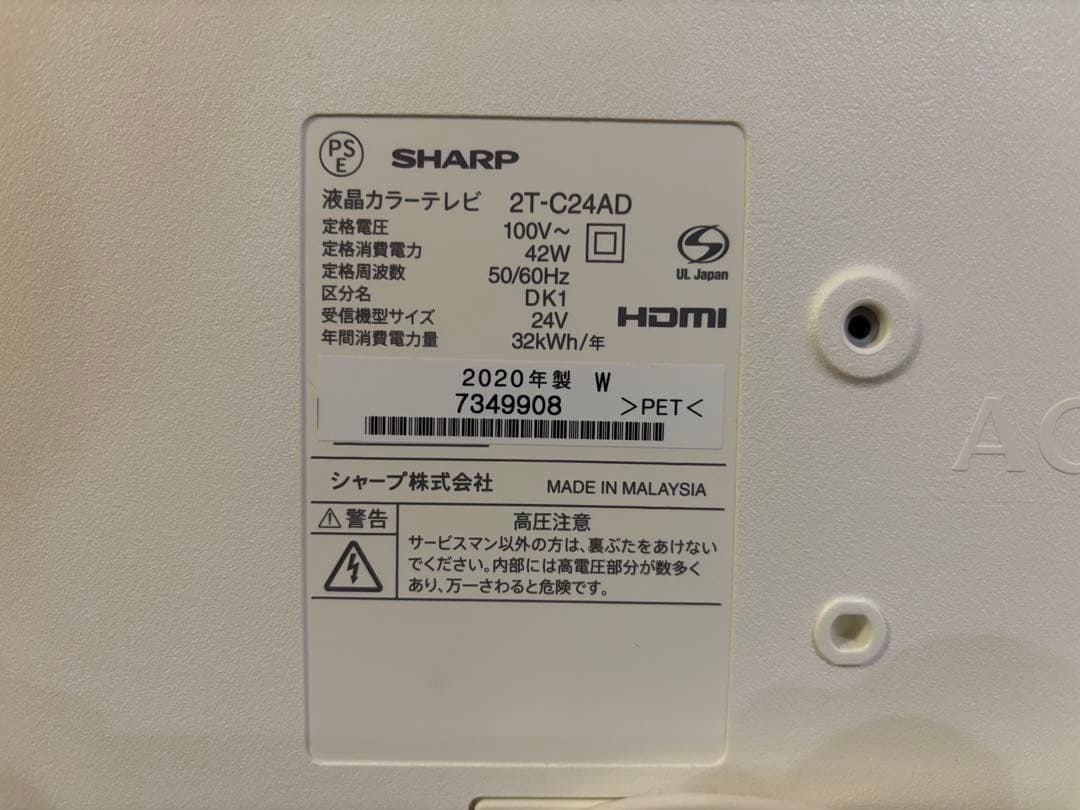 PS
E
SHARP
液晶カラーテレビ 2T-C24AD
定格電圧 100V～
定格消費電力 42W
定格周波数 50/60Hz
区分名 DK1
受信機型サイズ 24V
年間消費電力量 32kWh/年
UL Japan
HDMI
2020年製 W
7349908 >PET<
シャープ株式会社 MADE IN MALAYSIA
⚠警告
高圧注意
サービスマン以外の方は、裏ぶたをあけない
でください。内部には高電圧部分が数多く
あり、万一さわると危険です。